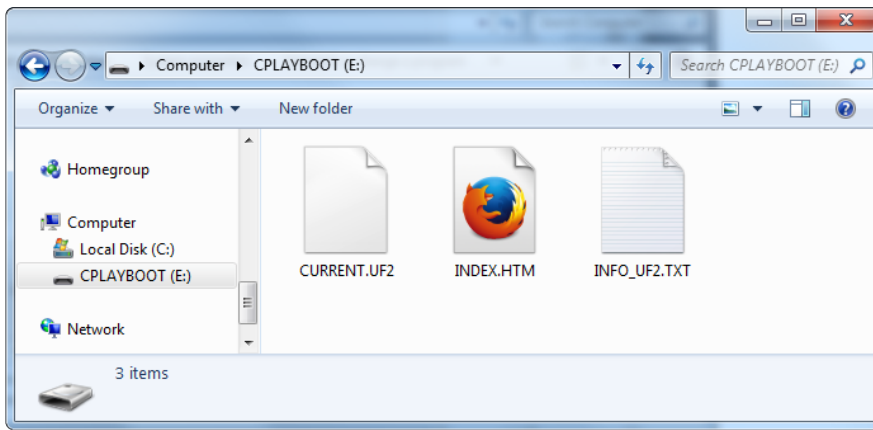 Computer ▸ CPLAYBOOT (E:)
Search CPLAYBOOT (E:)
Organize Share with New folder
Homegroup
Computer
Local Disk (C:)
CPLAYBOOT (E:)
Network
CURRENT.UF2 INDEX.HTM INFO_UF2.TXT
3 items